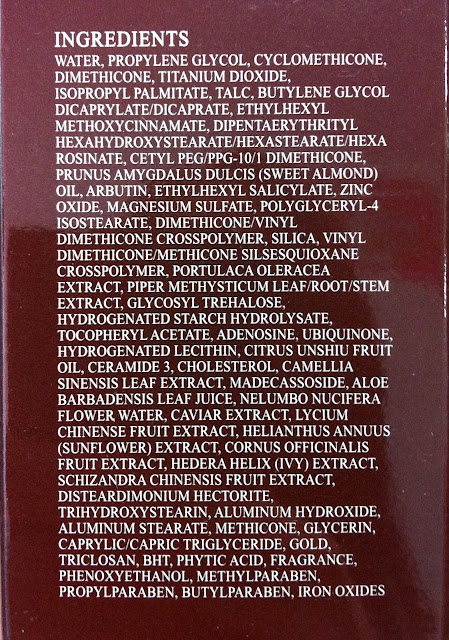 INGREDIENTS
WATER, PROPYLENE GLYCOL, CYCLOMETHICONE,
DIMETHICONE, TITANIUM DIOXIDE,
ISOPROPYL PALMITATE, TALC, BUTYLENE GLYCOL
DICAPRYLATE/DICAPRATE, ETHYLHEXYL
METHOXYCINNAMATE, DIPENTAERYTHRITYL
HEXAHYDROXYSTEARATE/HEXASTEARATE/HEXA
ROSINATE, CETYL PEG/PPG-10/1 DIMETHICONE,
PRUNUS AMYGDALUS DULCIS (SWEET ALMOND)
OIL, ARBUTIN, ETHYLHEXYL SALICYLATE, ZINC
OXIDE, MAGNESIUM SULFATE, POLYGLYCERYL-4
ISOSTEARATE, DIMETHICONE/VINYL
DIMETHICONE CROSSPOLYMER, SILICA, VINYL
DIMETHICONE/METHICONE SILSESQUIOXANE
CROSSPOLYMER, PORTULACA OLERACEA
EXTRACT, PIPER METHYSTICUM LEAF/ROOT/STEM
EXTRACT, GLYCOSYL TREHALOSE,
HYDROGENATED STARCH HYDROLYSATE,
TOCOPHERYL ACETATE, ADENOSINE, UBIQUINONE,
HYDROGENATED LECITHIN, CITRUS UNSHIU FRUIT
OIL, CERAMIDE 3, CHOLESTEROL, CAMELLIA
SINENSIS LEAF EXTRACT, MADECASSOSIDE, ALOE
BARBADENSIS LEAF JUICE, NELUMBO NUCIFERA
FLOWER WATER, CAVIAR EXTRACT, LYCIUM
CHINENSE FRUIT EXTRACT, HELIANTHUS ANNUUS
(SUNFLOWER) EXTRACT, CORNUS OFFICINALIS
FRUIT EXTRACT, HEDERA HELIX (IVY) EXTRACT,
SCHIZANDRA CHINENSIS FRUIT EXTRACT,
DISTEARDIMONIUM HECTORITE,
TRIHYDROXYSTEARIN, ALUMINUM HYDROXIDE,
ALUMINUM STEARATE, METHICONE, GLYCERIN,
CAPRYLIC/CAPRIC TRIGLYCERIDE, GOLD,
TRICLOSAN, BHT, PHYTIC ACID, FRAGRANCE,
PHENOXYETHANOL, METHYLPARABEN,
PROPYLPARABEN, BUTYLPARABEN, IRON OXIDES